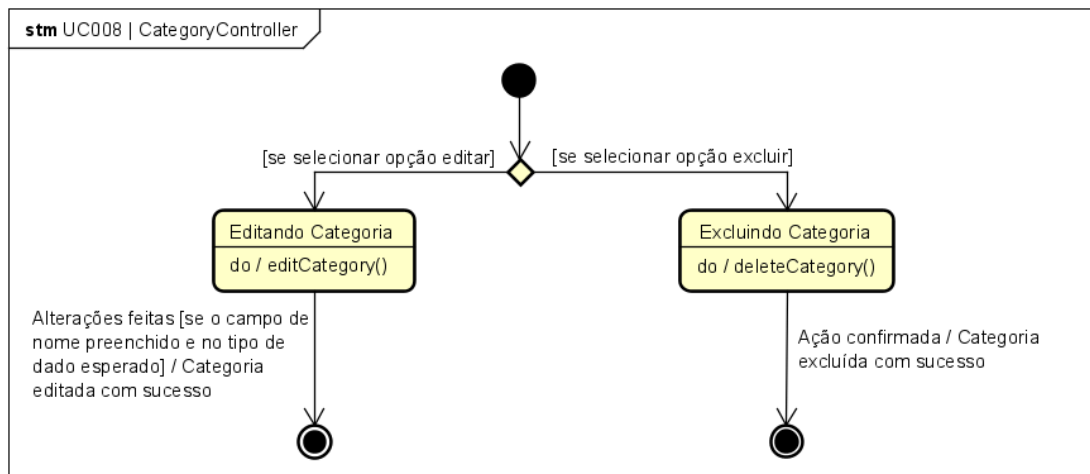 stm UC008 | CategoryController
[se selecionar opção editar]
[se selecionar opção excluir]
Editando Categoria
do / editCategory()
Excluindo Categoria
do / deleteCategory()
Alterações feitas [se o campo de
nome preenchido e no tipo de
dado esperado] / Categoria
editada com sucesso
Ação confirmada / Categoria
excluída com sucesso